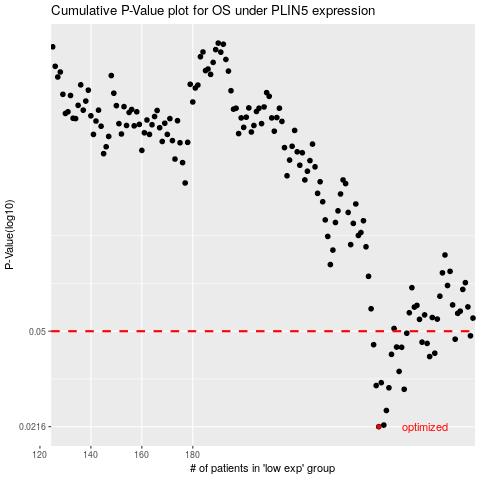 Cumulative P-Value plot for OS under PLIN5 expression
P-Value(log10)
0.05
0.0216
optimized
120
140
160
180
# of patients in 'low exp' group